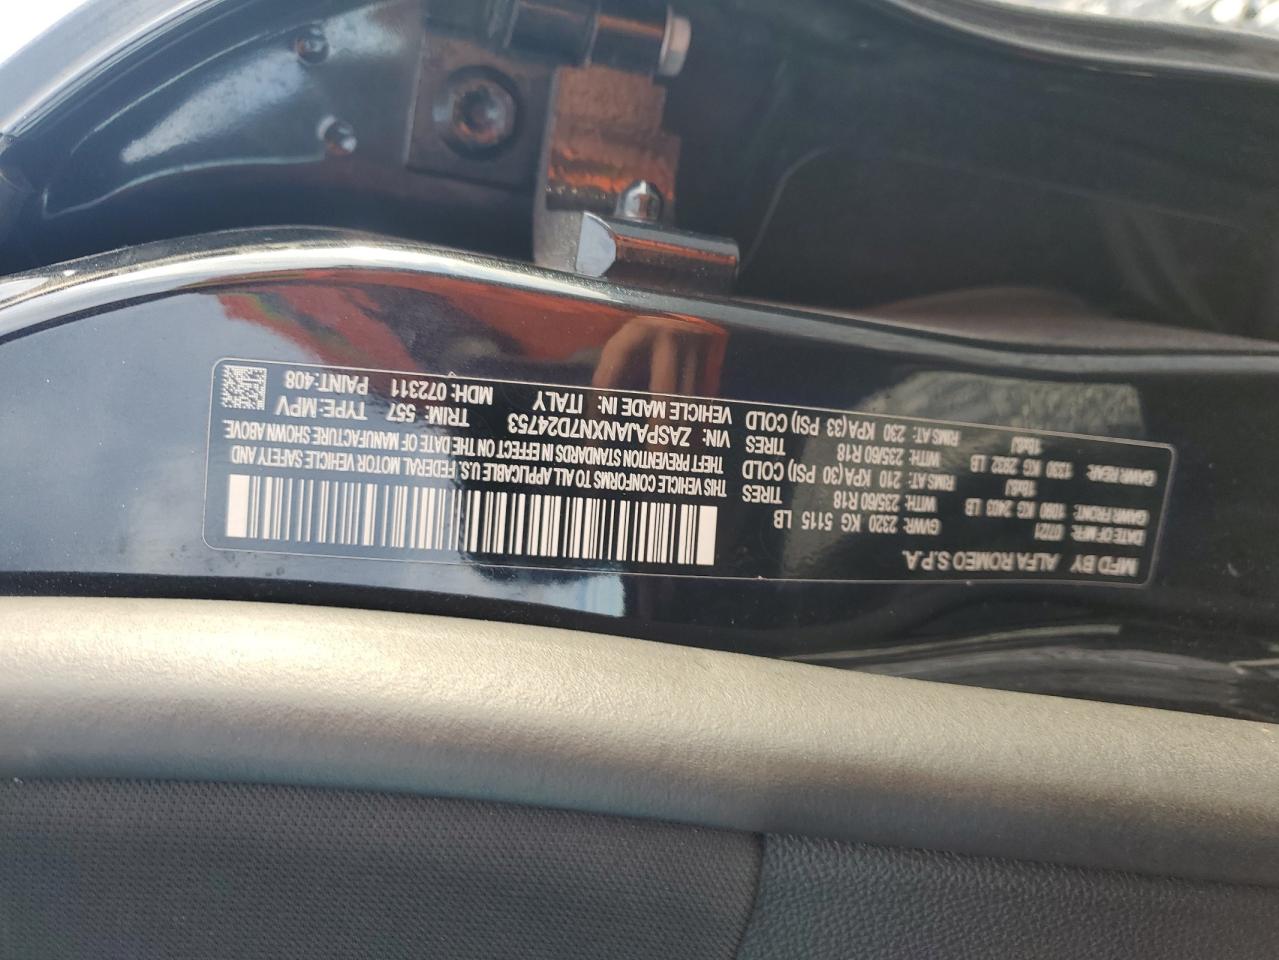 MFD BY ALFA ROMEO S.P.A.
DATE OF MFR: 07/21 GVWR: 2320 KG 5115 LB
GAWR FRONT: 1090 KG 2403 LB WITH: 235/60 R18 TIRES
RIMS AT: 210 KPA(30 PSI) COLD
GAWR REAR: 1330 KG 2932 LB WITH: 235/60 R18 TIRES
RIMS AT: 230 KPA(33 PSI) COLD
THIS VEHICLE CONFORMS TO ALL APPLICABLE U.S. FEDERAL MOTOR VEHICLE SAFETY AND
THEFT PREVENTION STANDARDS IN EFFECT ON THE DATE OF MANUFACTURE SHOWN ABOVE
VIN: ZASPAJANXN7D24753 TRIM: 557 TYPE: MPV
VEHICLE MADE IN: ITALY MDH: 072311 PAINT: 408